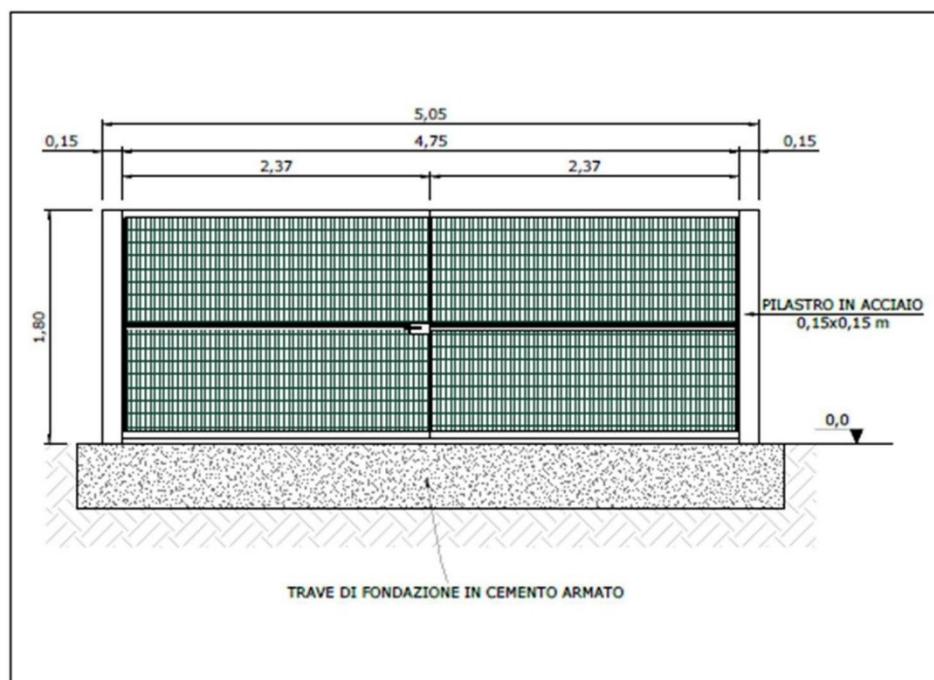 5,05
0,15 4,75 0,15
2,37 2,37
1,80
PILASTRO IN ACCIAIO
0,15x0,15 m
0,0
TRAVE DI FONDAZIONE IN CEMENTO ARMATO